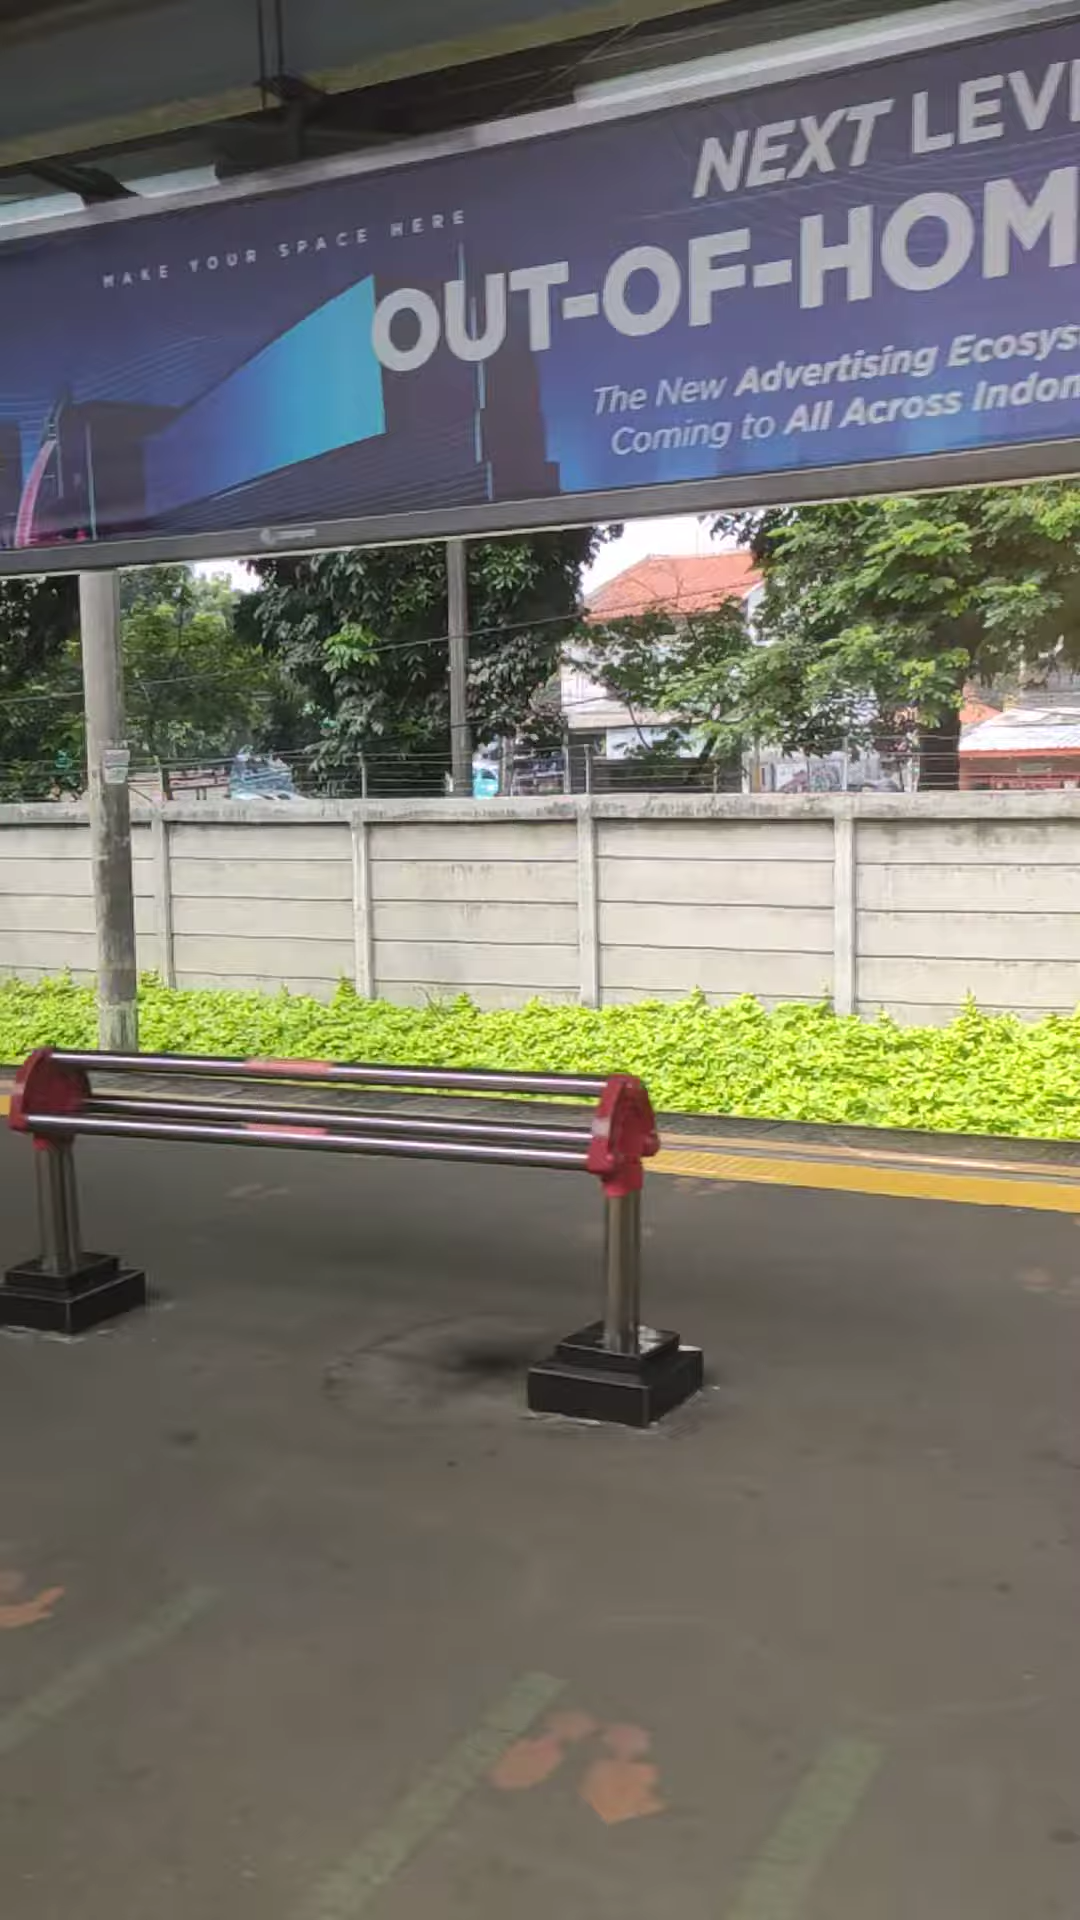 MAKE YOUR SPACE HERE
NEXT LEV
OUT-OF-HOM
The New Advertising Ecosys
Coming to All Across Indon